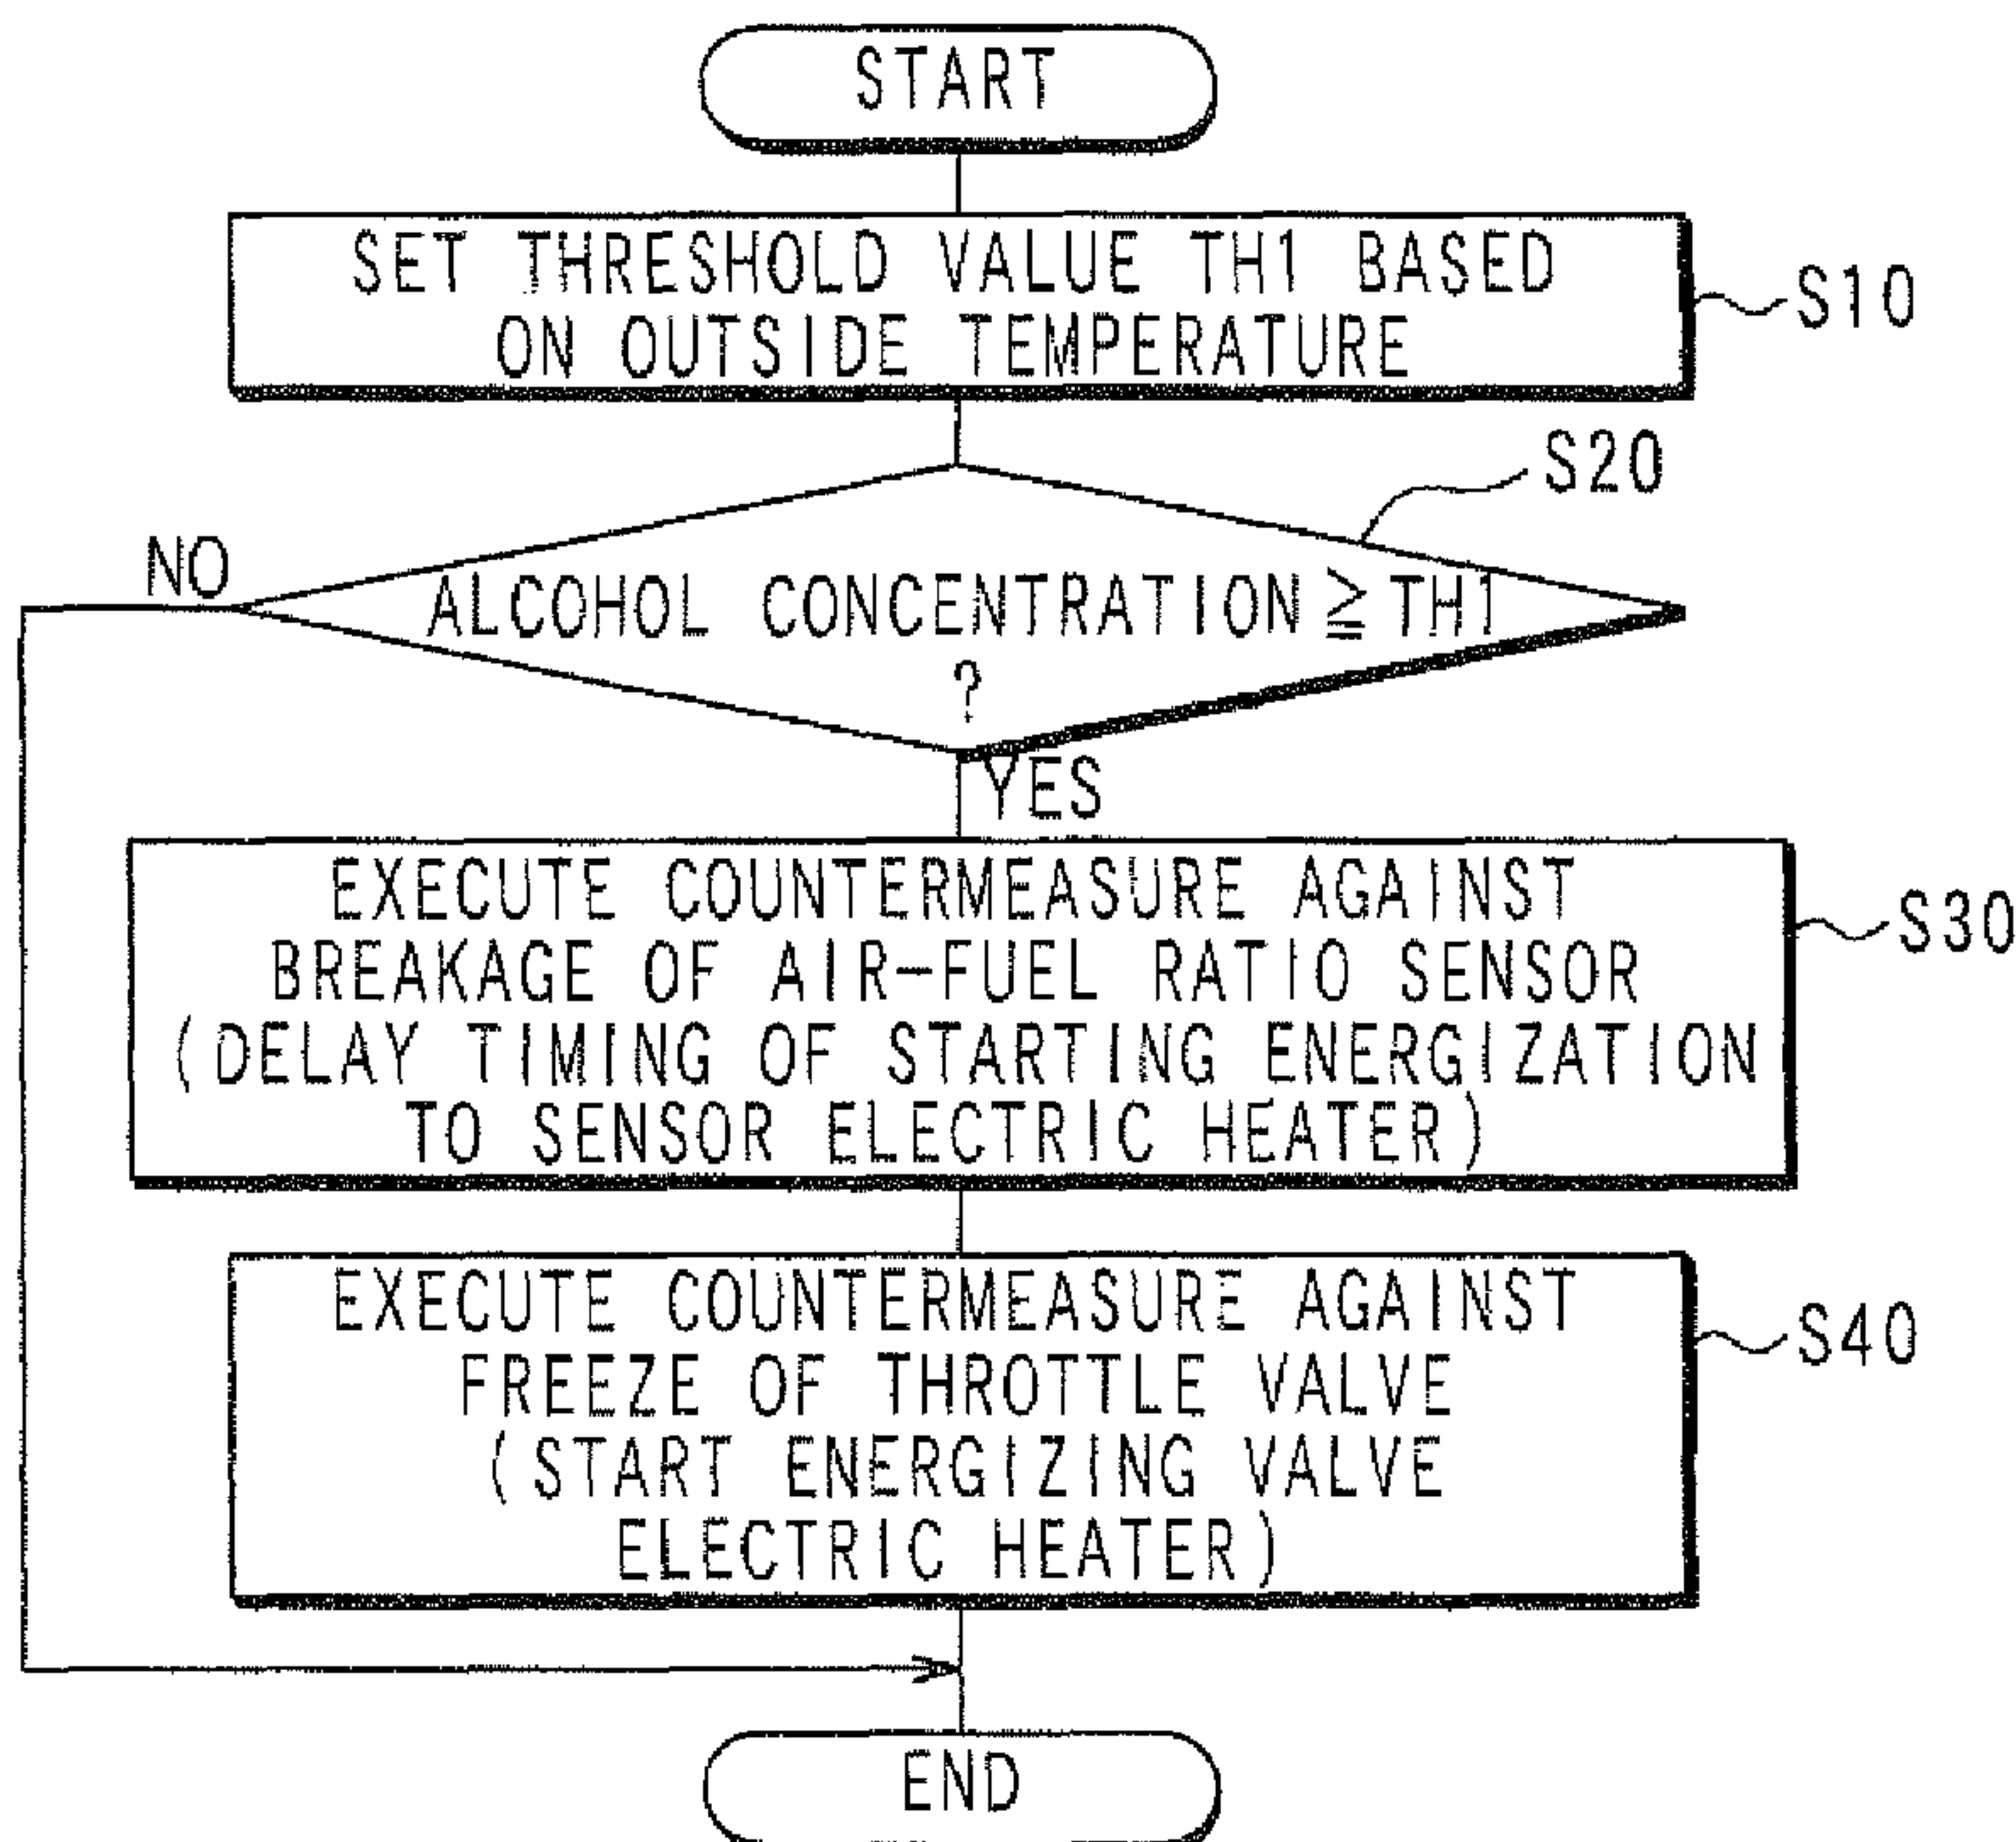 START
SET THRESHOLD VALUE TH1 BASED
ON OUTSIDE TEMPERATURE
S10
S20
NO
ALCOHOL CONCENTRATION≧TH1
?
YES
EXECUTE COUNTERMEASURE AGAINST
BREAKAGE OF AIR-FUEL RATIO SENSOR
(DELAY TIMING OF STARTING ENERGIZATION
TO SENSOR ELECTRIC HEATER)
S30
EXECUTE COUNTERMEASURE AGAINST
FREEZE OF THROTTLE VALVE
(START ENERGIZING VALVE
ELECTRIC HEATER)
S40
END